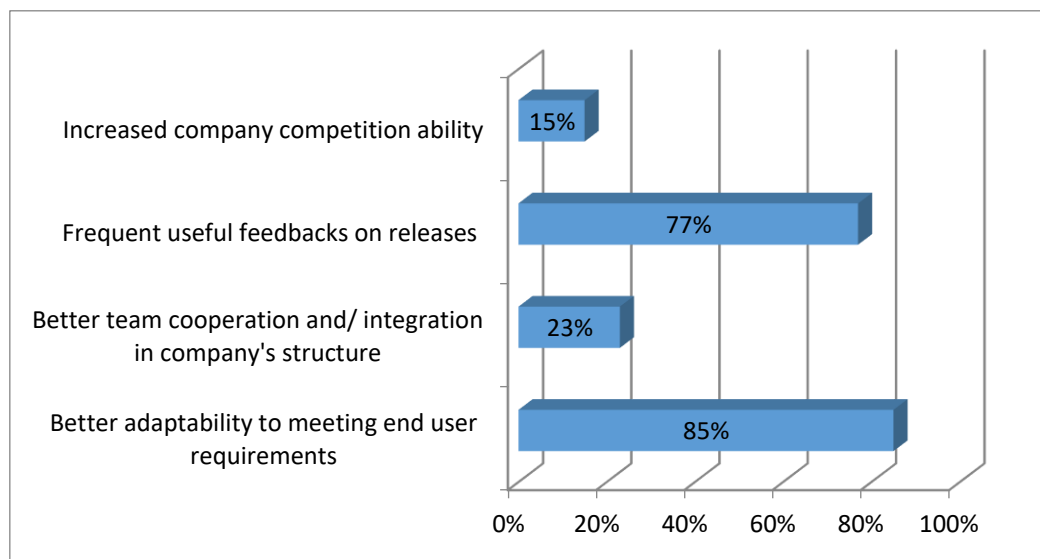 Increased company competition ability
15%
Frequent useful feedbacks on releases
77%
Better team cooperation and/ integration
in company's structure
23%
Better adaptability to meeting end user
requirements
85%
0% 20% 40% 60% 80% 100%